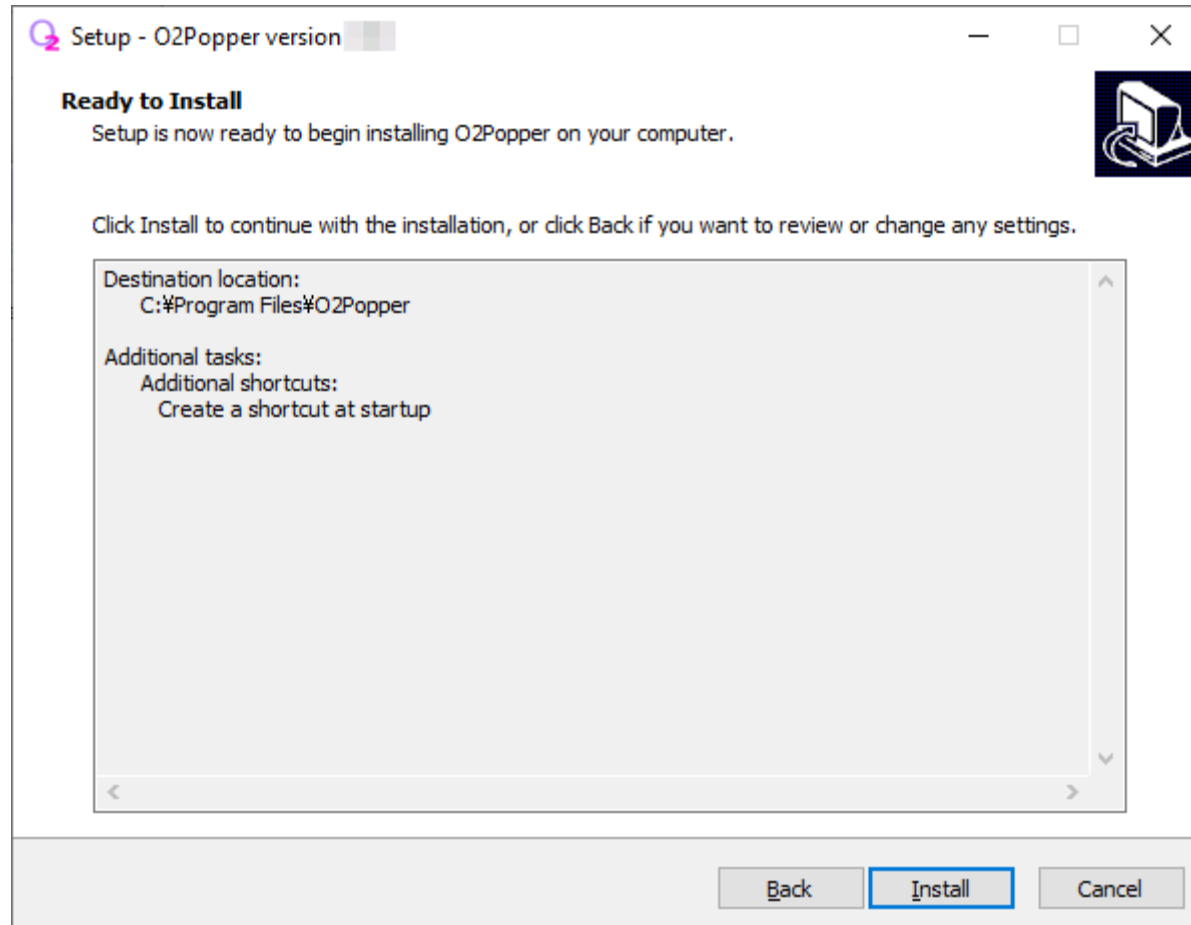 Setup - O2Popper version
Ready to Install
Setup is now ready to begin installing O2Popper on your computer.
Click Install to continue with the installation, or click Back if you want to review or change any settings.
Destination location:
C:¥Program Files¥O2Popper
Additional tasks:
Additional shortcuts:
Create a shortcut at startup
Back
Install
Cancel